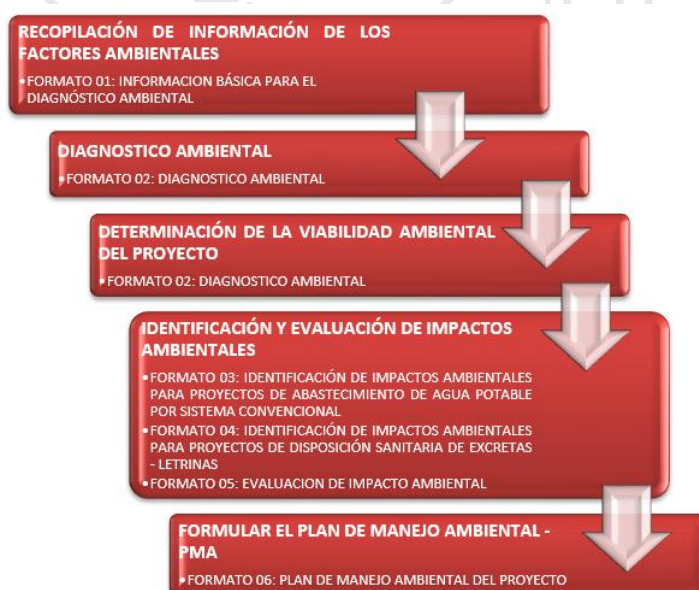 RECOPILACIÓN DE INFORMACIÓN DE LOS
FACTORES AMBIENTALES
•FORMATO 01: INFORMACION BÁSICA PARA EL
DIAGNÓSTICO AMBIENTAL
DIAGNOSTICO AMBIENTAL
•FORMATO 02: DIAGNOSTICO AMBIENTAL
DETERMINACIÓN DE LA VIABILIDAD AMBIENTAL
DEL PROYECTO
•FORMATO 02: DIAGNOSTICO AMBIENTAL
IDENTIFICACIÓN Y EVALUACIÓN DE IMPACTOS
AMBIENTALES
•FORMATO 03: IDENTIFICACIÓN DE IMPACTOS AMBIENTALES
PARA PROYECTOS DE ABASTECIMIENTO DE AGUA POTABLE
POR SISTEMA CONVENCIONAL
•FORMATO 04: IDENTIFICACIÓN DE IMPACTOS AMBIENTALES
PARA PROYECTOS DE DISPOSICIÓN SANITARIA DE EXCRETAS
- LETRINAS
•FORMATO 05: EVALUACION DE IMPACTO AMBIENTAL
FORMULAR EL PLAN DE MANEJO AMBIENTAL -
PMA
•FORMATO 06: PLAN DE MANEJO AMBIENTAL DEL PROYECTO